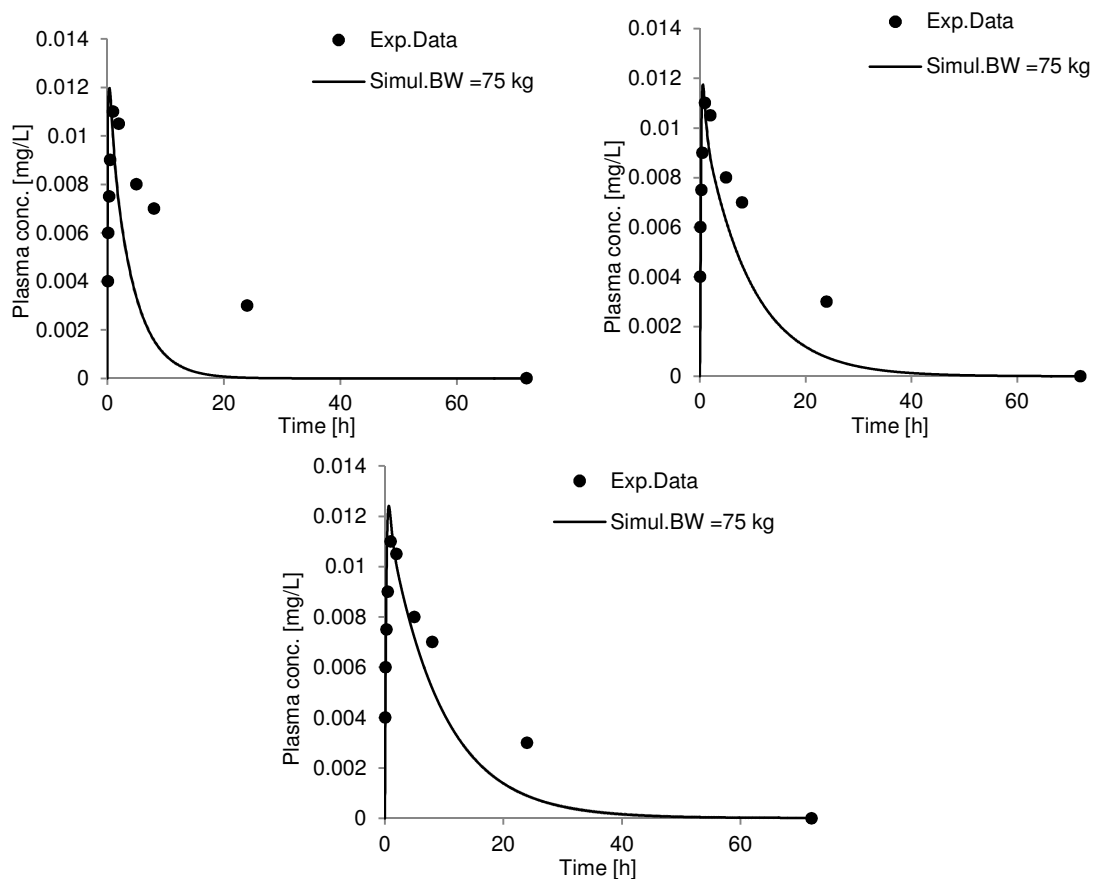 0.014
0.012
0.01
0.008
0.006
0.004
0.002
0
0 20 40 60
Plasma conc. [mg/L]
Time [h]
Exp.Data
Simul.BW =75 kg
0.014
0.012
0.01
0.008
0.006
0.004
0.002
0
0 20 40 60
Plasma conc. [mg/L]
Time [h]
Exp.Data
Simul.BW =75 kg
0.014
0.012
0.01
0.008
0.006
0.004
0.002
0
0 20 40 60
Plasma conc. [mg/L]
Time [h]
Exp.Data
Simul.BW =75 kg